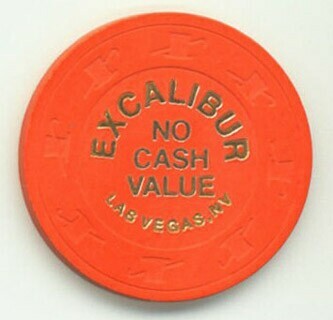 EXCALIBUR
NO
CASH
VALUE
LAS VEGAS, NV